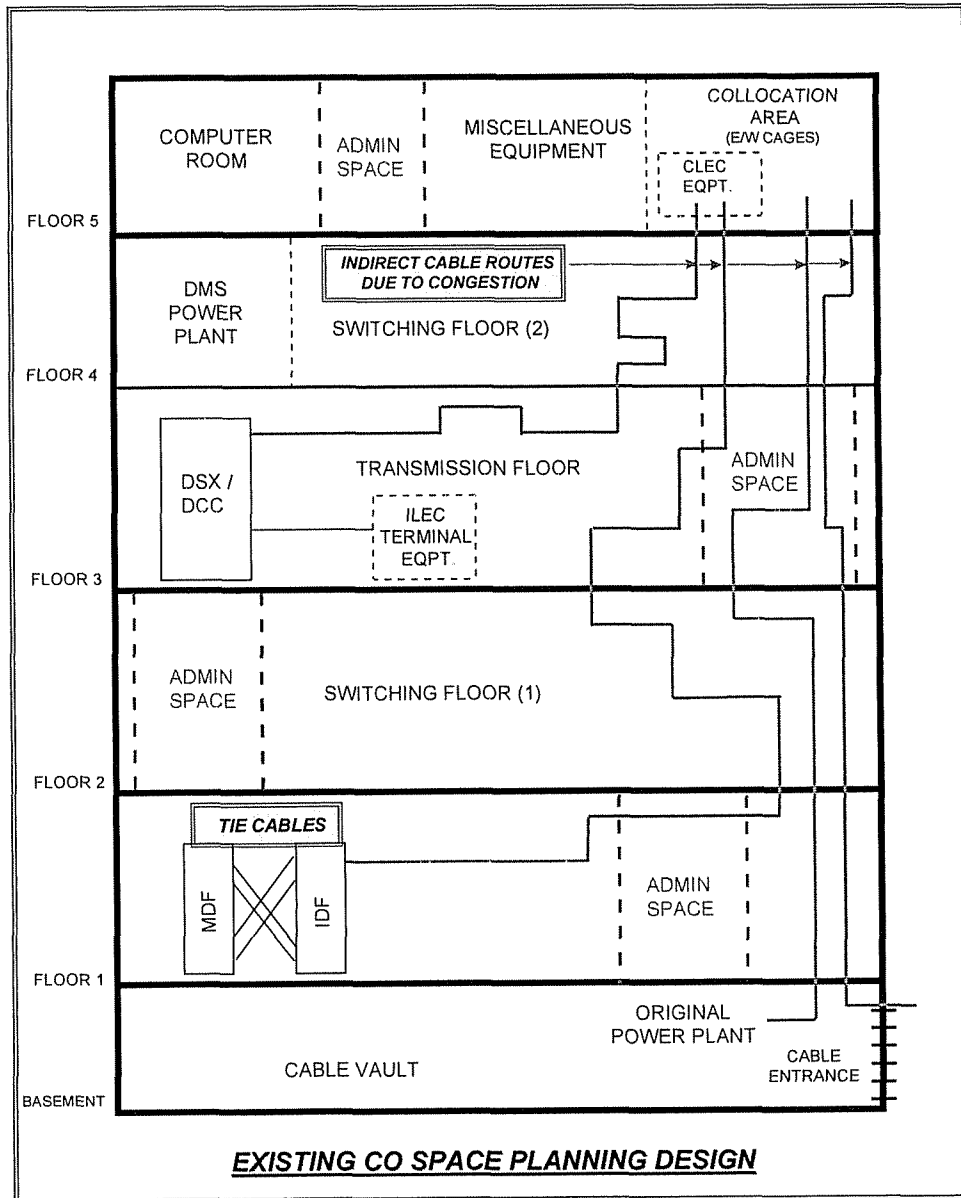 COMPUTER
ROOM
ADMIN
SPACE
MISCELLANEOUS
EQUIPMENT
COLLOCATION
AREA
(E/W CAGES)
CLEC
EQPT.
FLOOR 5
DMS
POWER
PLANT
INDIRECT CABLE ROUTES
DUE TO CONGESTION
SWITCHING FLOOR (2)
FLOOR 4
DSX /
DCC
TRANSMISSION FLOOR
ILEC
TERMINAL
EQPT.
ADMIN
SPACE
FLOOR 3
ADMIN
SPACE
SWITCHING FLOOR (1)
FLOOR 2
TIE CABLES
MDF
IDF
ADMIN
SPACE
FLOOR 1
ORIGINAL
POWER PLANT
CABLE VAULT
CABLE
ENTRANCE
BASEMENT
EXISTING CO SPACE PLANNING DESIGN